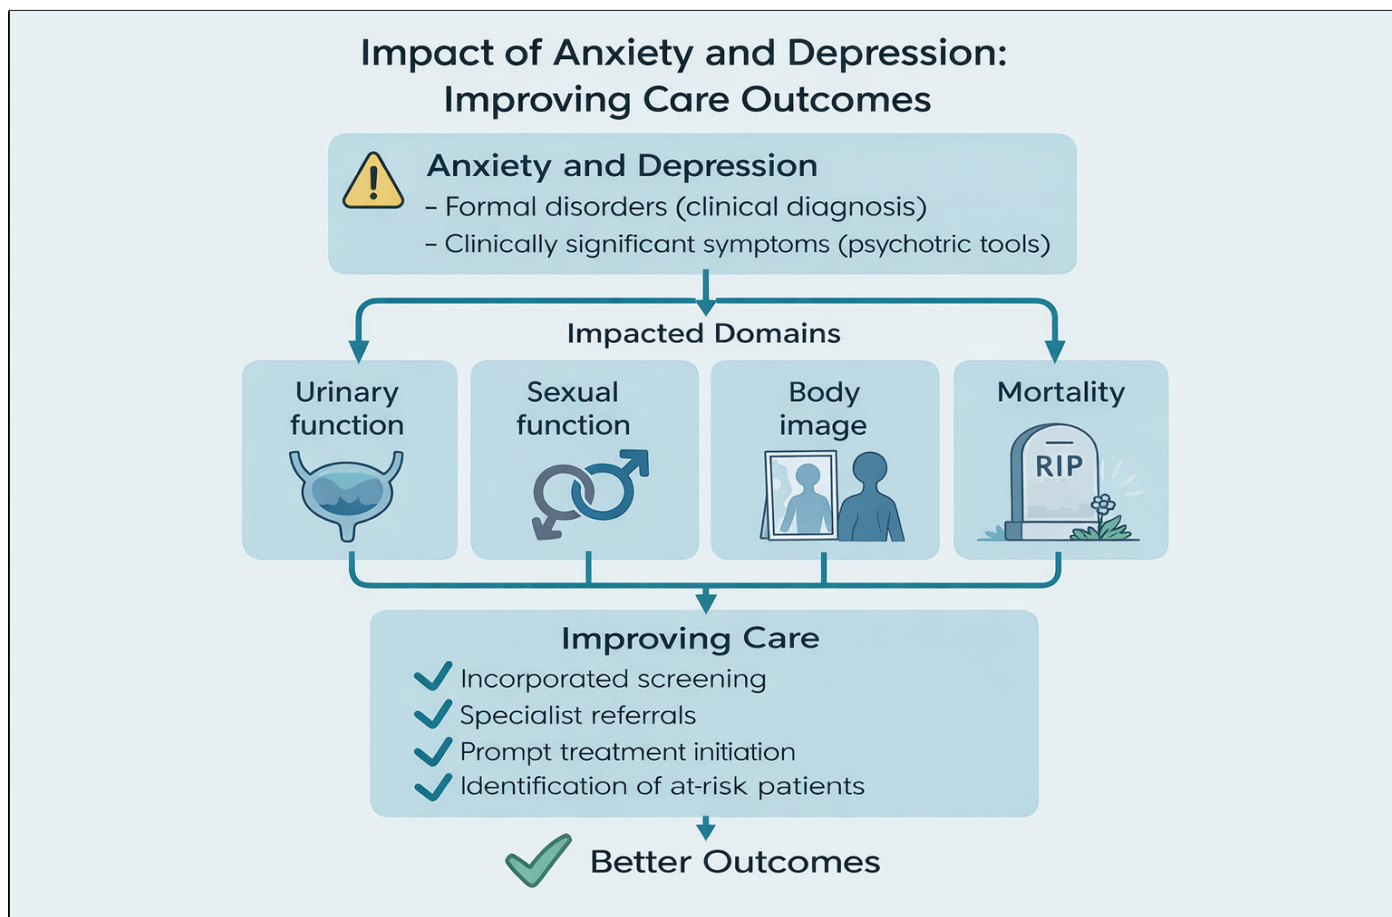 Impact of Anxiety and Depression:
Improving Care Outcomes
Anxiety and Depression
– Formal disorders (clinical diagnosis)
– Clinically significant symptoms (psychotric tools)
Impacted Domains
Urinary
function
Sexual
function
Body
image
Mortality
RIP
Improving Care
Incorporated screening
Specialist referrals
Prompt treatment initiation
Identification of at-risk patients
Better Outcomes